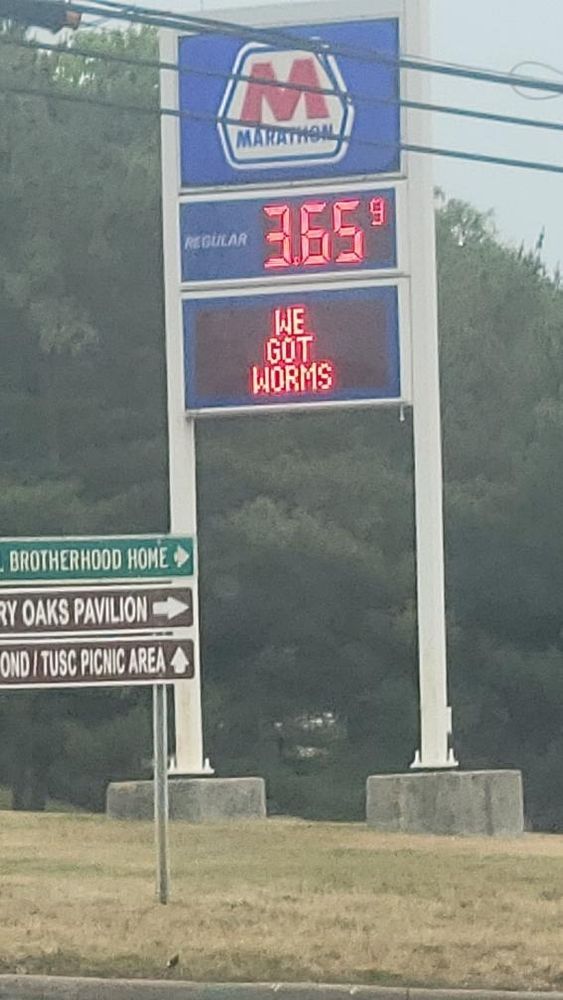 M
MARATHON
REGULAR 3.65 9
WE
GOT
WORMS
BROTHERHOOD HOME
OAKS PAVILION
/ TUSC PICNIC AREA